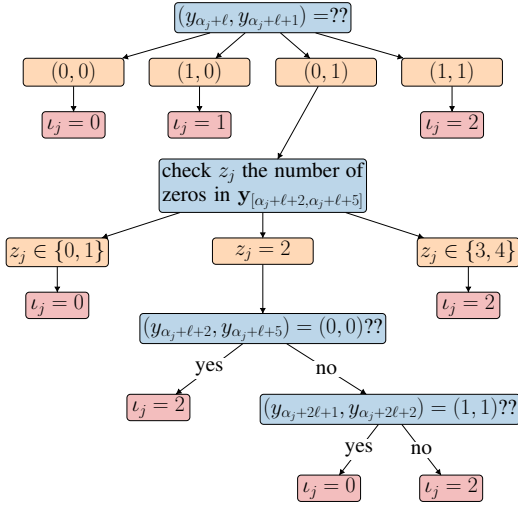 (y_{α_j+ℓ}, y_{α_j+ℓ+1}) =??
(0, 0) (1, 0) (0, 1) (1, 1)
ι_j = 0 ι_j = 1 ι_j = 2
check z_j the number of
zeros in 𝐲_{[α_j+ℓ+2,α_j+ℓ+5]}
z_j ∈ {0, 1} z_j = 2 z_j ∈ {3, 4}
ι_j = 0 ι_j = 2
(y_{α_j+ℓ+2}, y_{α_j+ℓ+5}) = (0, 0)??
yes no
ι_j = 2 (y_{α_j+2ℓ+1}, y_{α_j+2ℓ+2}) = (1, 1)??
yes no
ι_j = 0 ι_j = 2